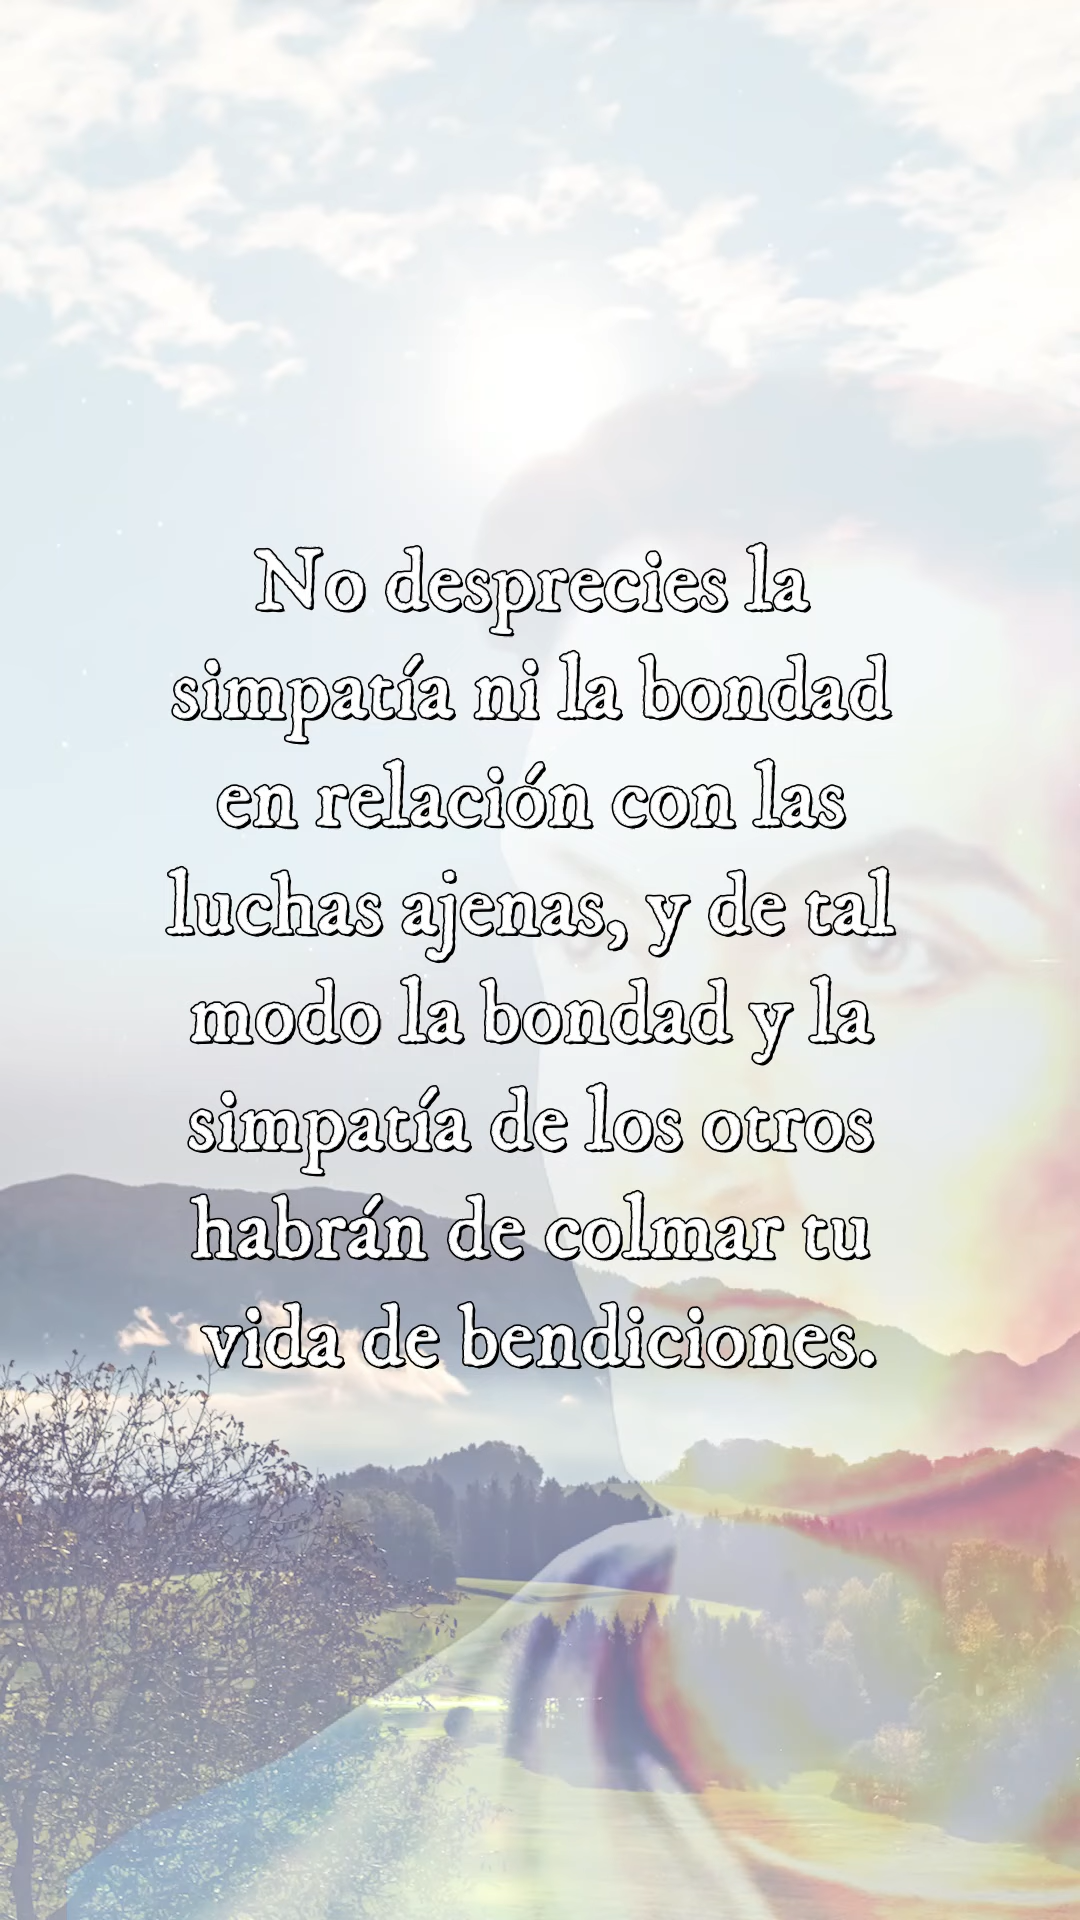 No desprecies la
simpatía ni la bondad
en relación con las
luchas ajenas, y de tal
modo la bondad y la
simpatía de los otros
habrán de colmar tu
vida de bendiciones.